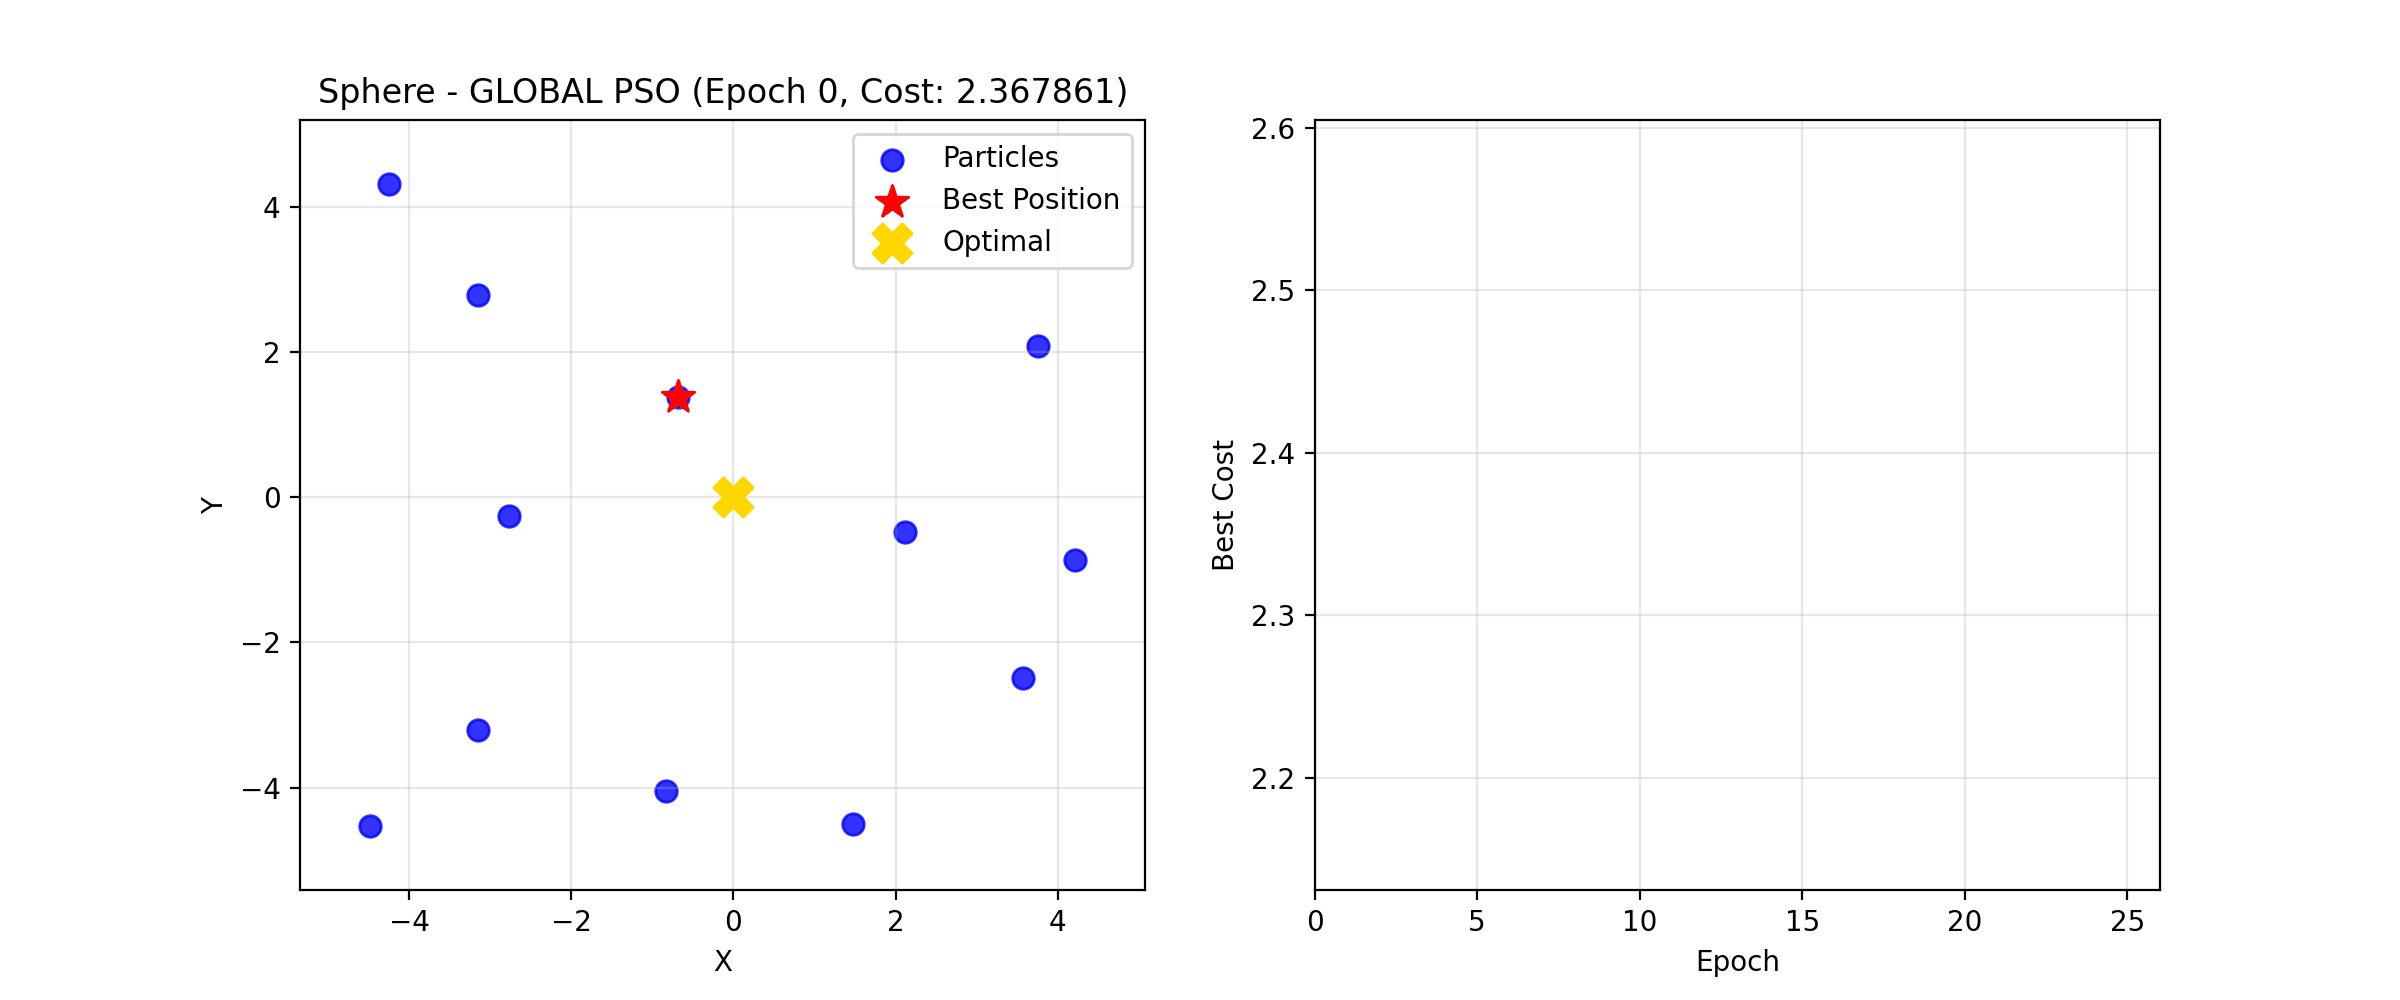 Sphere - GLOBAL PSO (Epoch 0, Cost: 2.367861)
Particles
Best Position
Optimal
4
2
0
−2
−4
Y
−4
−2
0
2
4
X
2.6
2.5
2.4
2.3
2.2
Best Cost
0
5
10
15
20
25
Epoch